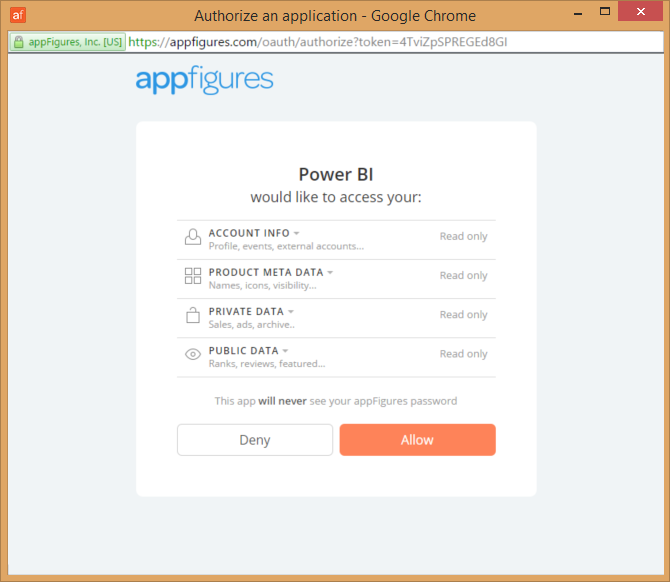 af Authorize an application - Google Chrome
appFigures, Inc. [US] https://appfigures.com/oauth/authorize?token=4TviZpSPREGEd8GI
appfigures
Power BI
would like to access your:
ACCOUNT INFO Read only
Profile, events, external accounts...
PRODUCT META DATA Read only
Names, icons, visibility...
PRIVATE DATA Read only
Sales, ads, archive..
PUBLIC DATA Read only
Ranks, reviews, featured...
This app will never see your appFigures password
Deny Allow